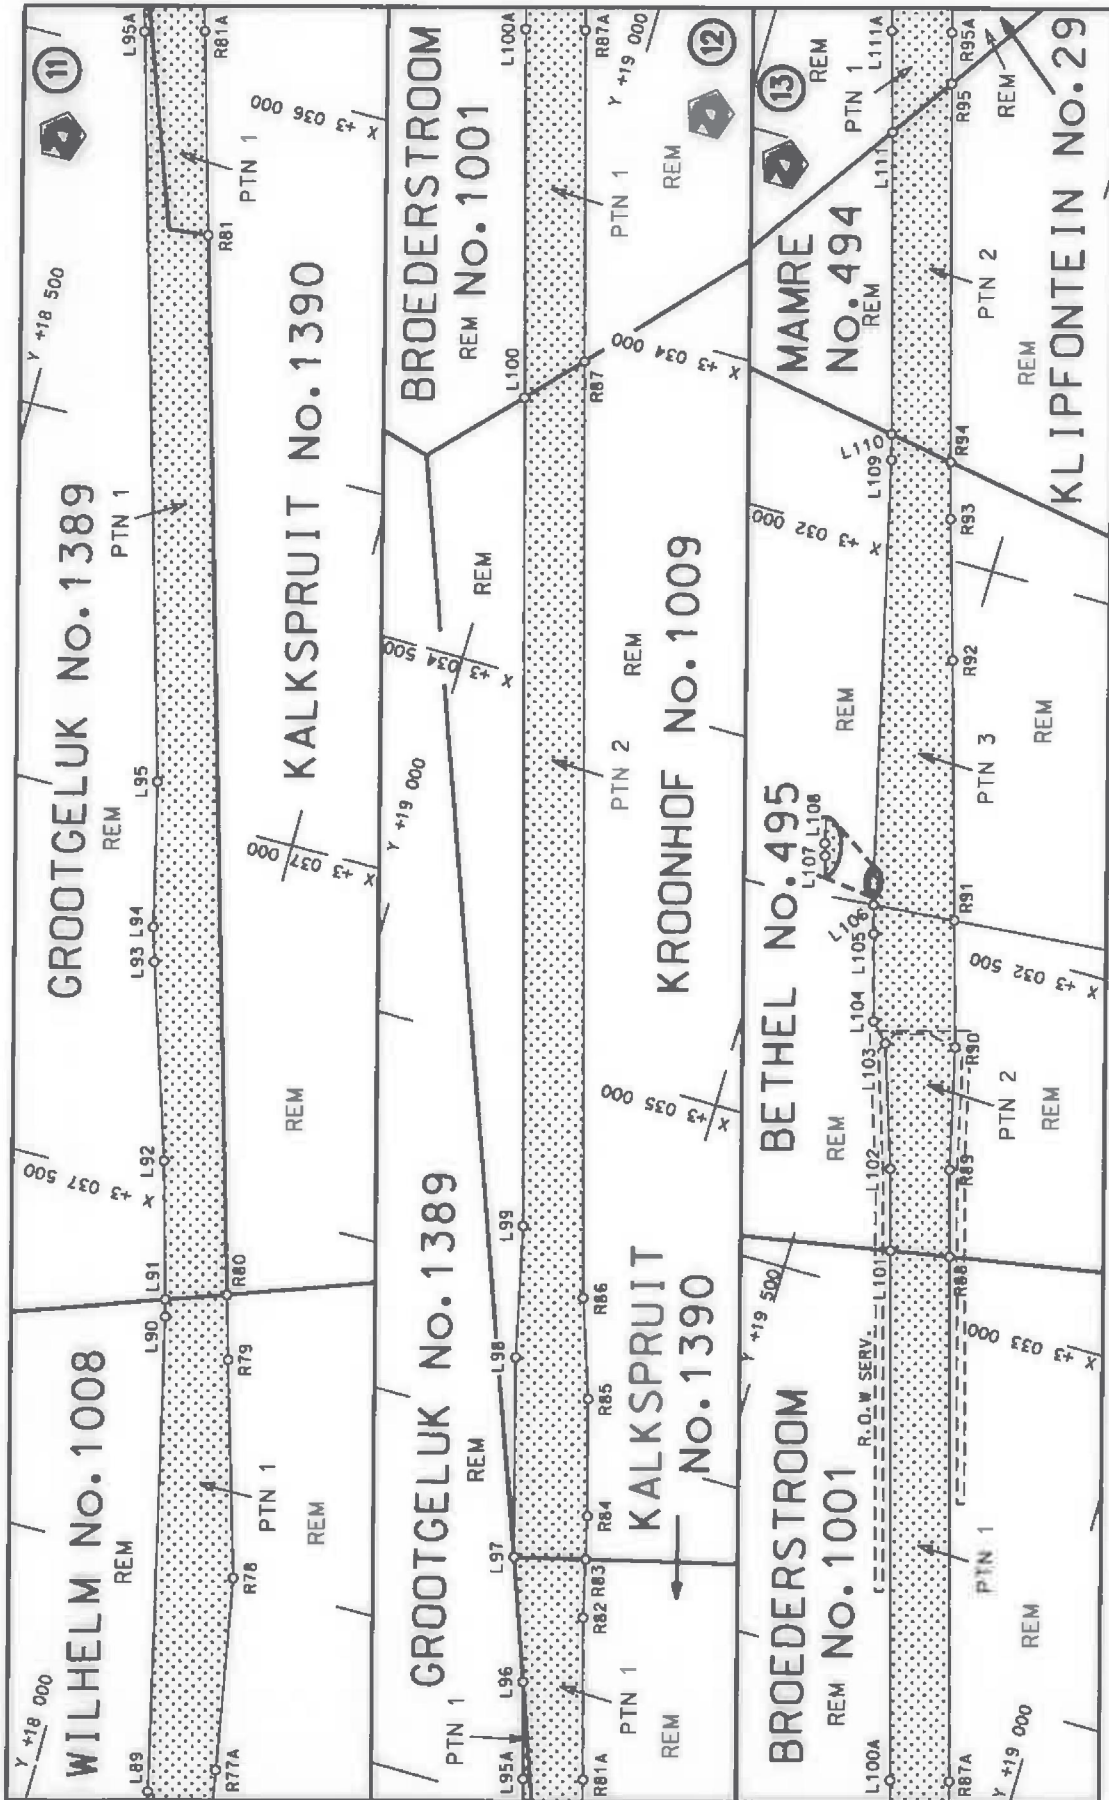 11
L89
L90
L91
L92
L93
L94
L95
L95A
Y +18 000
X +3 037 500
Y +18 500
WILHELM No.1008
REM
GROOTGELUK No.1389
REM
PTN 1
PTN 1
REM
PTN 1
R77A
R78
R79
R80
R81
R81A
REM
KALKSPRUIT No.1390
X +3 037 000
X +3 036 000
12
GROOTGELUK No.1389
REM
PTN 1
Y +19 000
X +3 034 500
REM
BROEDERSTROOM
REM No.1001
L95A
L96
L97
L98
L99
L100
L100A
R81A
R82
R83
R84
R85
R86
R87
R87A
PTN 1
REM
KALKSPRUIT
No.1390
X +3 035 000
PTN 2
REM
KROONHOF No.1009
X +3 034 000
PTN 1
REM
Y +19 000
13
BROEDERSTROOM
REM No.1001
R.O.W SERV.
Y +19 500
BETHEL No.495
REM
REM
X +3 032 000
MAMRE
No.494
REM
PTN 1
REM
L100A
L101
L102
L103
L104
L105
L106
L107
L108
L109
L110
L111
L111A
R87A
R88
R89
R90
R91
R92
R93
R94
R95
R95A
Y +19 000
REM
PTN 1
X +3 033 000
PTN 2
REM
X +3 032 500
PTN 3
REM
REM
PTN 2
REM
KLIPFONTEIN No.29